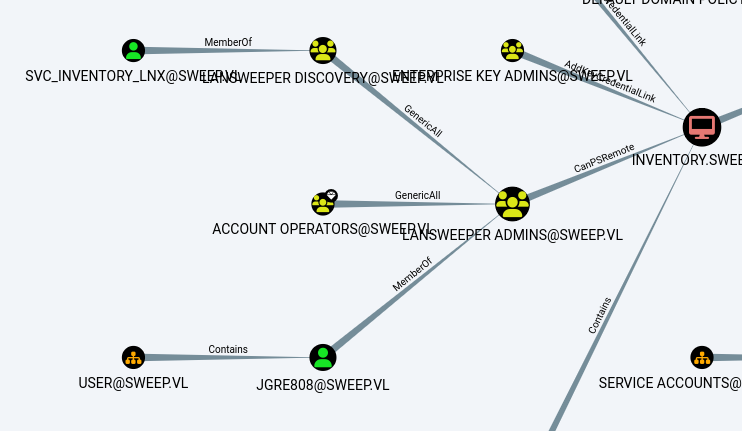 DEFAULT DOMAIN POLICY
MemberOf
SVC_INVENTORY_LNX@SWEEP.VL
LANSWEEPER DISCOVERY@SWEEP.VL
ENTERPRISE KEY ADMINS@SWEEP.VL
AddKeyCredentialLink
GenericAll
CanPSRemote
INVENTORY.SWEE
GenericAll
ACCOUNT OPERATORS@SWEEP.VL
LANSWEEPER ADMINS@SWEEP.VL
MemberOf
Contains
Contains
USER@SWEEP.VL
JGRE808@SWEEP.VL
SERVICE ACCOUNTS@